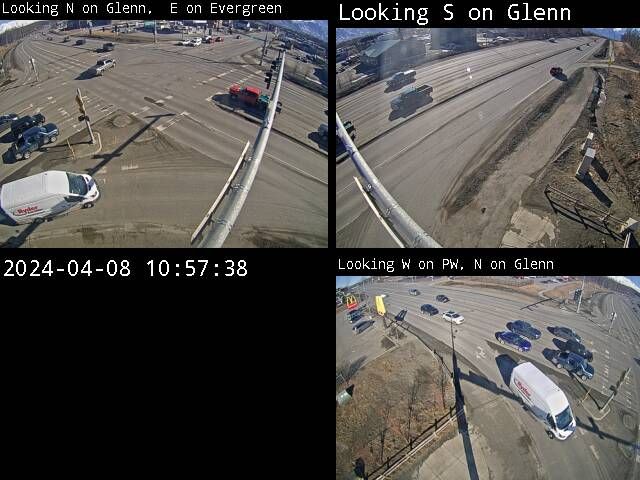 Looking N on Glenn,  E on Evergreen
Looking S on Glenn
Ryder
2024-04-08 10:57:38
Looking W on PW, N on Glenn
Ryder